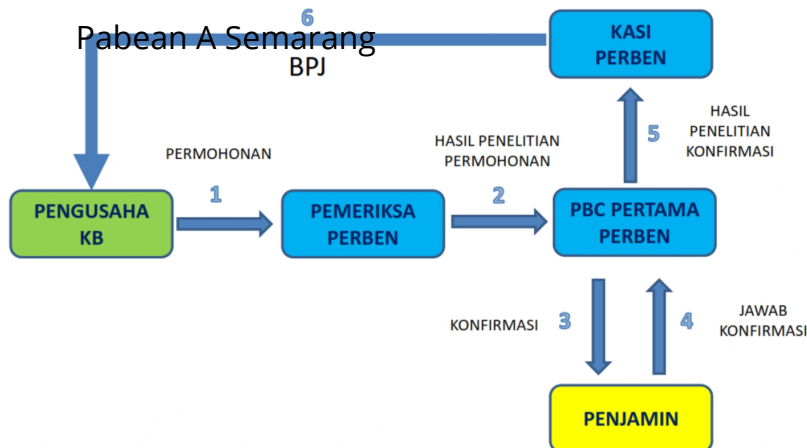 6
Pabean A Semarang
BPJ
KASI
PERBEN
HASIL
PENELITIAN
KONFIRMASI
5
PERMOHONAN
HASIL PENELITIAN
PERMOHONAN
1
2
PENGUSAHA
KB
PEMERIKSA
PERBEN
PBC PERTAMA
PERBEN
KONFIRMASI
3
4
JAWAB
KONFIRMASI
PENJAMIN